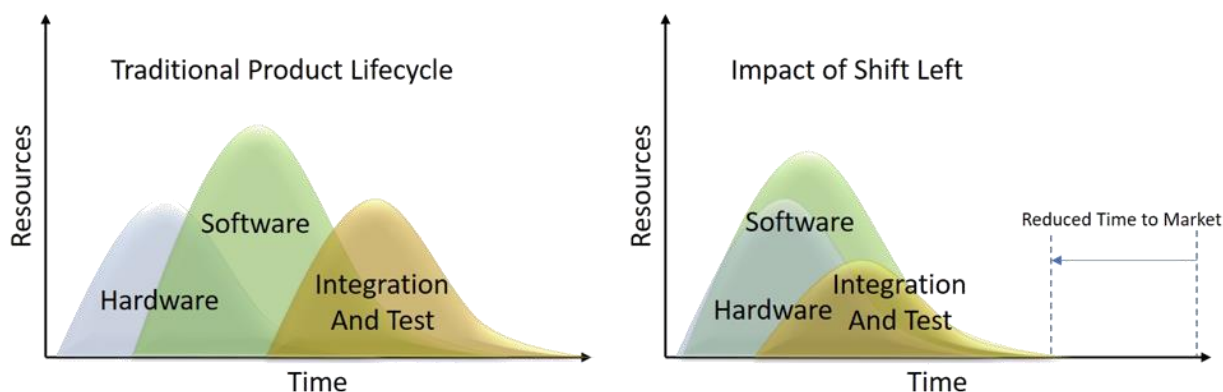 Traditional Product Lifecycle
Resources
Software
Hardware
Integration
And Test
Time
Impact of Shift Left
Resources
Software
Hardware
Integration
And Test
Reduced Time to Market
Time